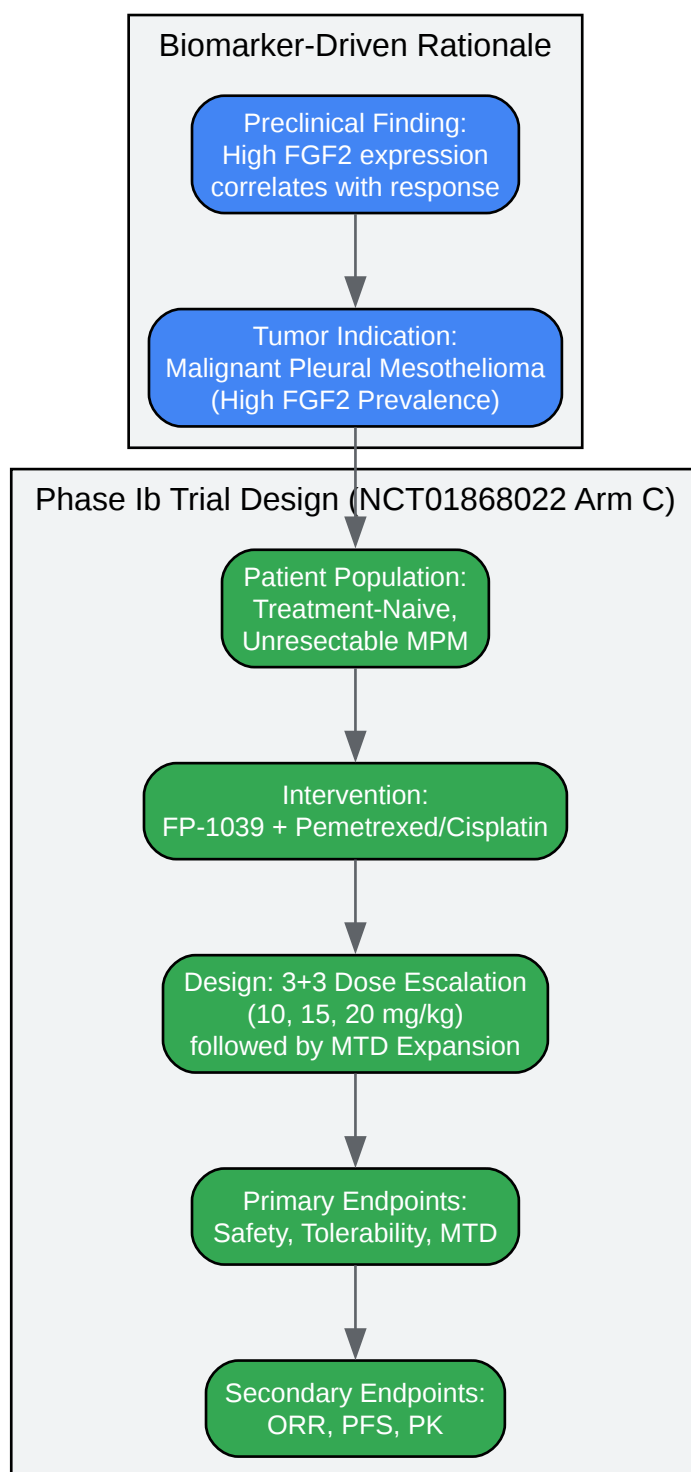 Biomarker-Driven Rationale
Preclinical Finding:
High FGF2 expression
correlates with response
Tumor Indication:
Malignant Pleural Mesothelioma
(High FGF2 Prevalence)
Phase Ib Trial Design (NCT01868022 Arm C)
Patient Population:
Treatment-Naive,
Unresectable MPM
Intervention:
FP-1039 + Pemetrexed/Cisplatin
Design: 3+3 Dose Escalation
(10, 15, 20 mg/kg)
followed by MTD Expansion
Primary Endpoints:
Safety, Tolerability, MTD
Secondary Endpoints:
ORR, PFS, PK